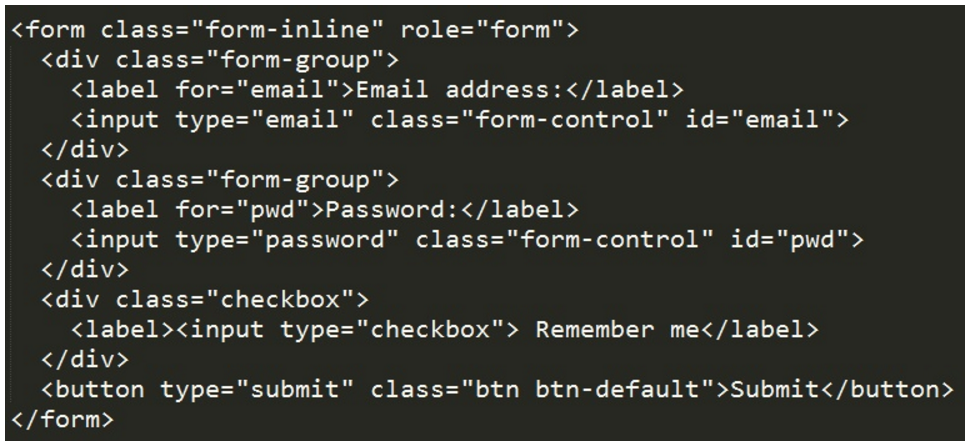 <form class="form-inline" role="form">
  <div class="form-group">
    <label for="email">Email address:</label>
    <input type="email" class="form-control" id="email">
  </div>
  <div class="form-group">
    <label for="pwd">Password:</label>
    <input type="password" class="form-control" id="pwd">
  </div>
  <div class="checkbox">
    <label><input type="checkbox"> Remember me</label>
  </div>
  <button type="submit" class="btn btn-default">Submit</button>
</form>